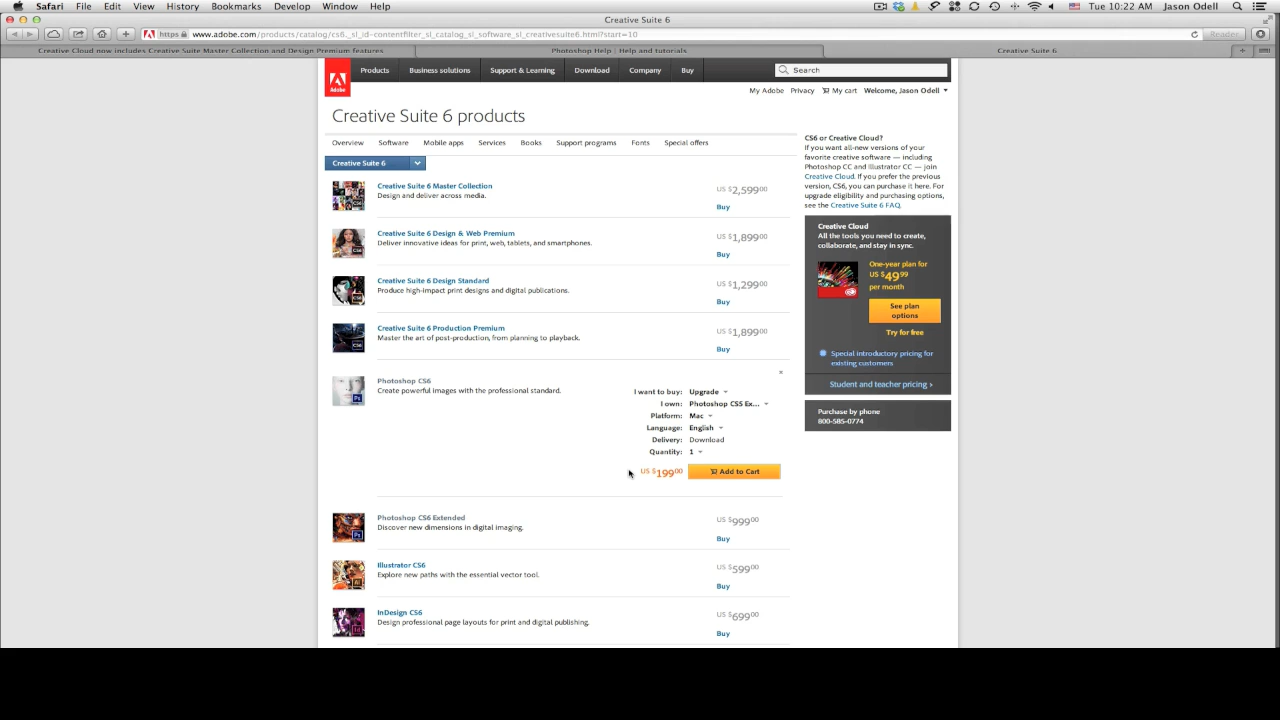 Safari File Edit View History Bookmarks Develop Window Help
Tue 10:22 AM Jason Odell
Creative Suite 6
https www.adobe.com/products/catalog/cs6._sl_id-contentfilter_sl_catalog_sl_software_sl_creativesuite6.html?start=10
Reader
Creative Cloud now includes Creative Suite Master Collection and Design Premium features
Photoshop Help | Help and tutorials
Creative Suite 6
Adobe
Products Business solutions Support & Learning Download Company Buy
Search
My Adobe Privacy My cart Welcome, Jason Odell
Creative Suite 6 products
Overview Software Mobile apps Services Books Support programs Fonts Special offers
Creative Suite 6
Creative Suite 6 Master Collection
Design and deliver across media.
US $2,599.00
Buy
Creative Suite 6 Design & Web Premium
Deliver innovative ideas for print, web, tablets, and smartphones.
US $1,899.00
Buy
Creative Suite 6 Design Standard
Produce high-impact print designs and digital publications.
US $1,299.00
Buy
Creative Suite 6 Production Premium
Master the art of post-production, from planning to playback.
US $1,899.00
Buy
Photoshop CS6
Create powerful images with the professional standard.
I want to buy: Upgrade
I own: Photoshop CS5 Ex...
Platform: Mac
Language: English
Delivery: Download
Quantity: 1
US $199.00 Add to Cart
Photoshop CS6 Extended
Discover new dimensions in digital imaging.
US $999.00
Buy
Illustrator CS6
Explore new paths with the essential vector tool.
US $599.00
Buy
InDesign CS6
Design professional page layouts for print and digital publishing.
US $699.00
Buy
CS6 or Creative Cloud?
If you want all-new versions of your
favorite creative software — including
Photoshop CC and Illustrator CC — join
Creative Cloud. If you prefer the previous
version, CS6, you can purchase it here. For
upgrade eligibility and purchasing options,
see the Creative Suite 6 FAQ.
Creative Cloud
All the tools you need to create,
collaborate, and stay in sync.
One-year plan for
US $49.99
per month
See plan
options
Try for free
Special introductory pricing for
existing customers
Student and teacher pricing ›
Purchase by phone
800-585-0774